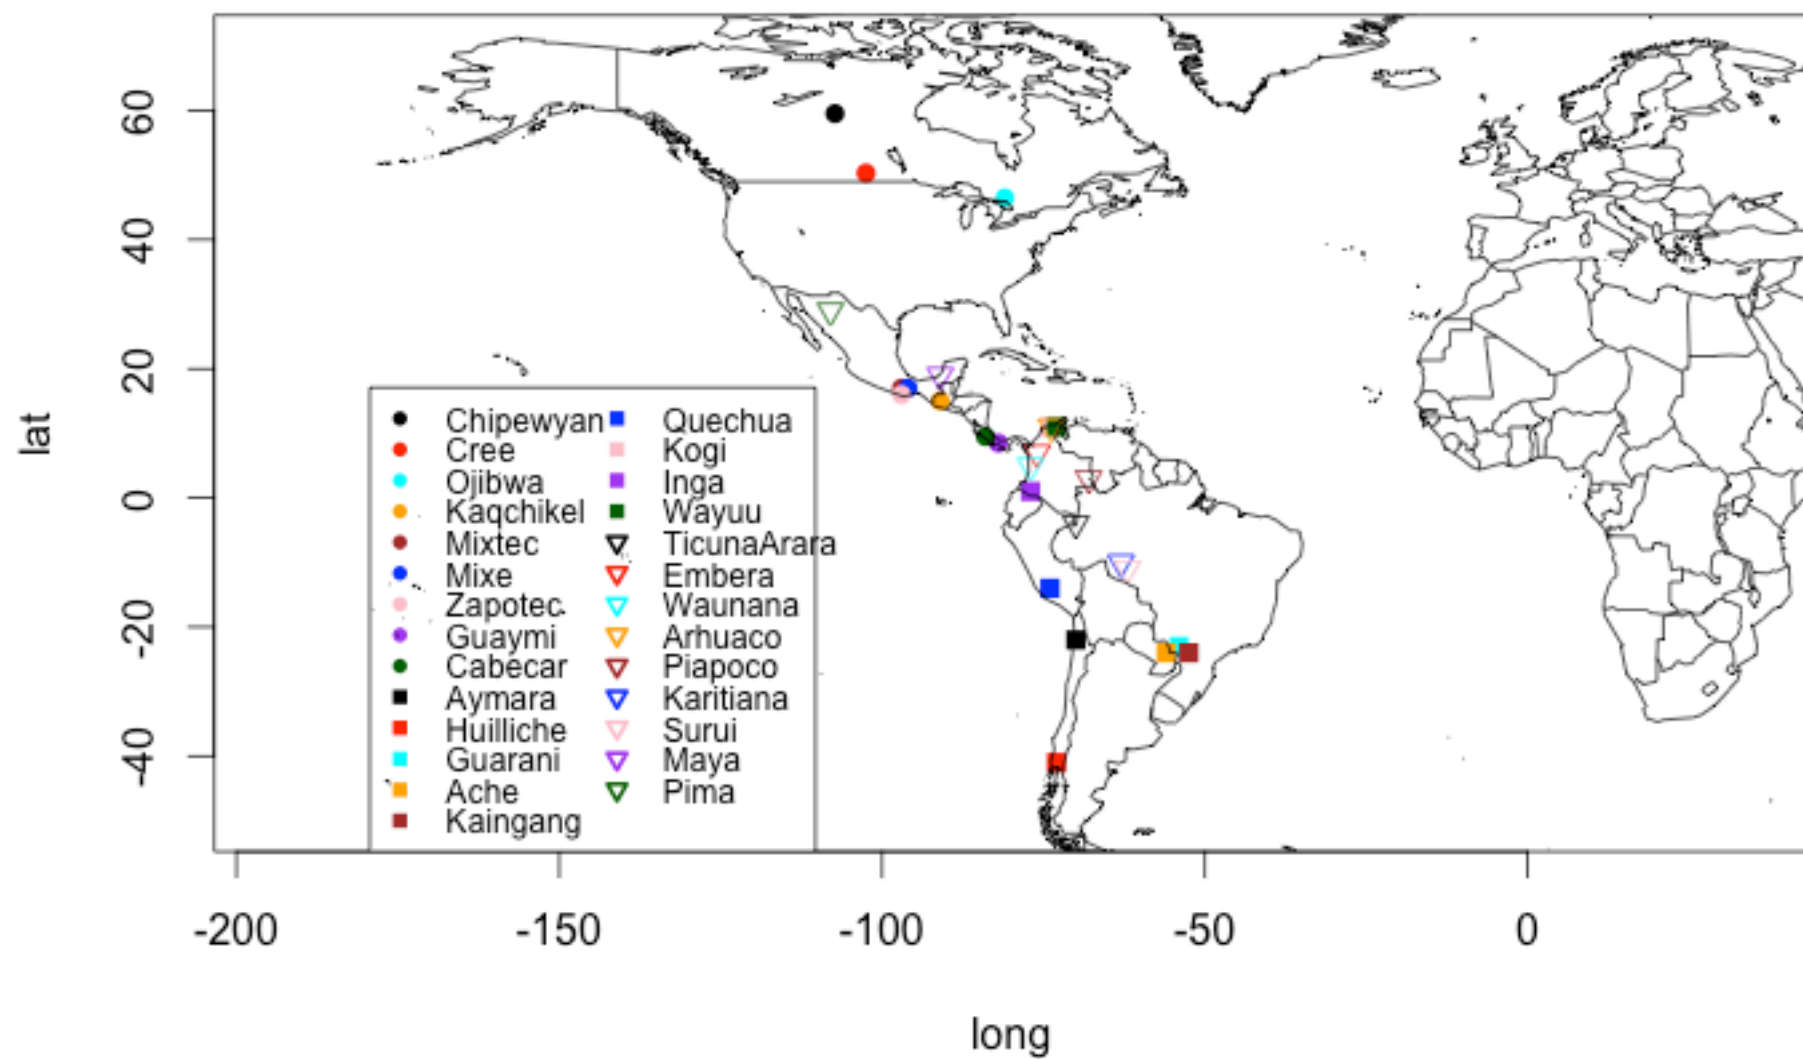 lat
60
40
20
0
-20
-40
Chipewyan Quechua
Cree Kogi
Ojibwa Inga
Kaqchikel Wayuu
Mixtec TicunaArara
Mixe Embera
Zapotec Waunana
Guaymi Arhuaco
Cabecar Piapoco
Aymara Karitiana
Huilliche Surui
Guarani Maya
Ache Pima
Kaingang
-200 -150 -100 -50 0
long